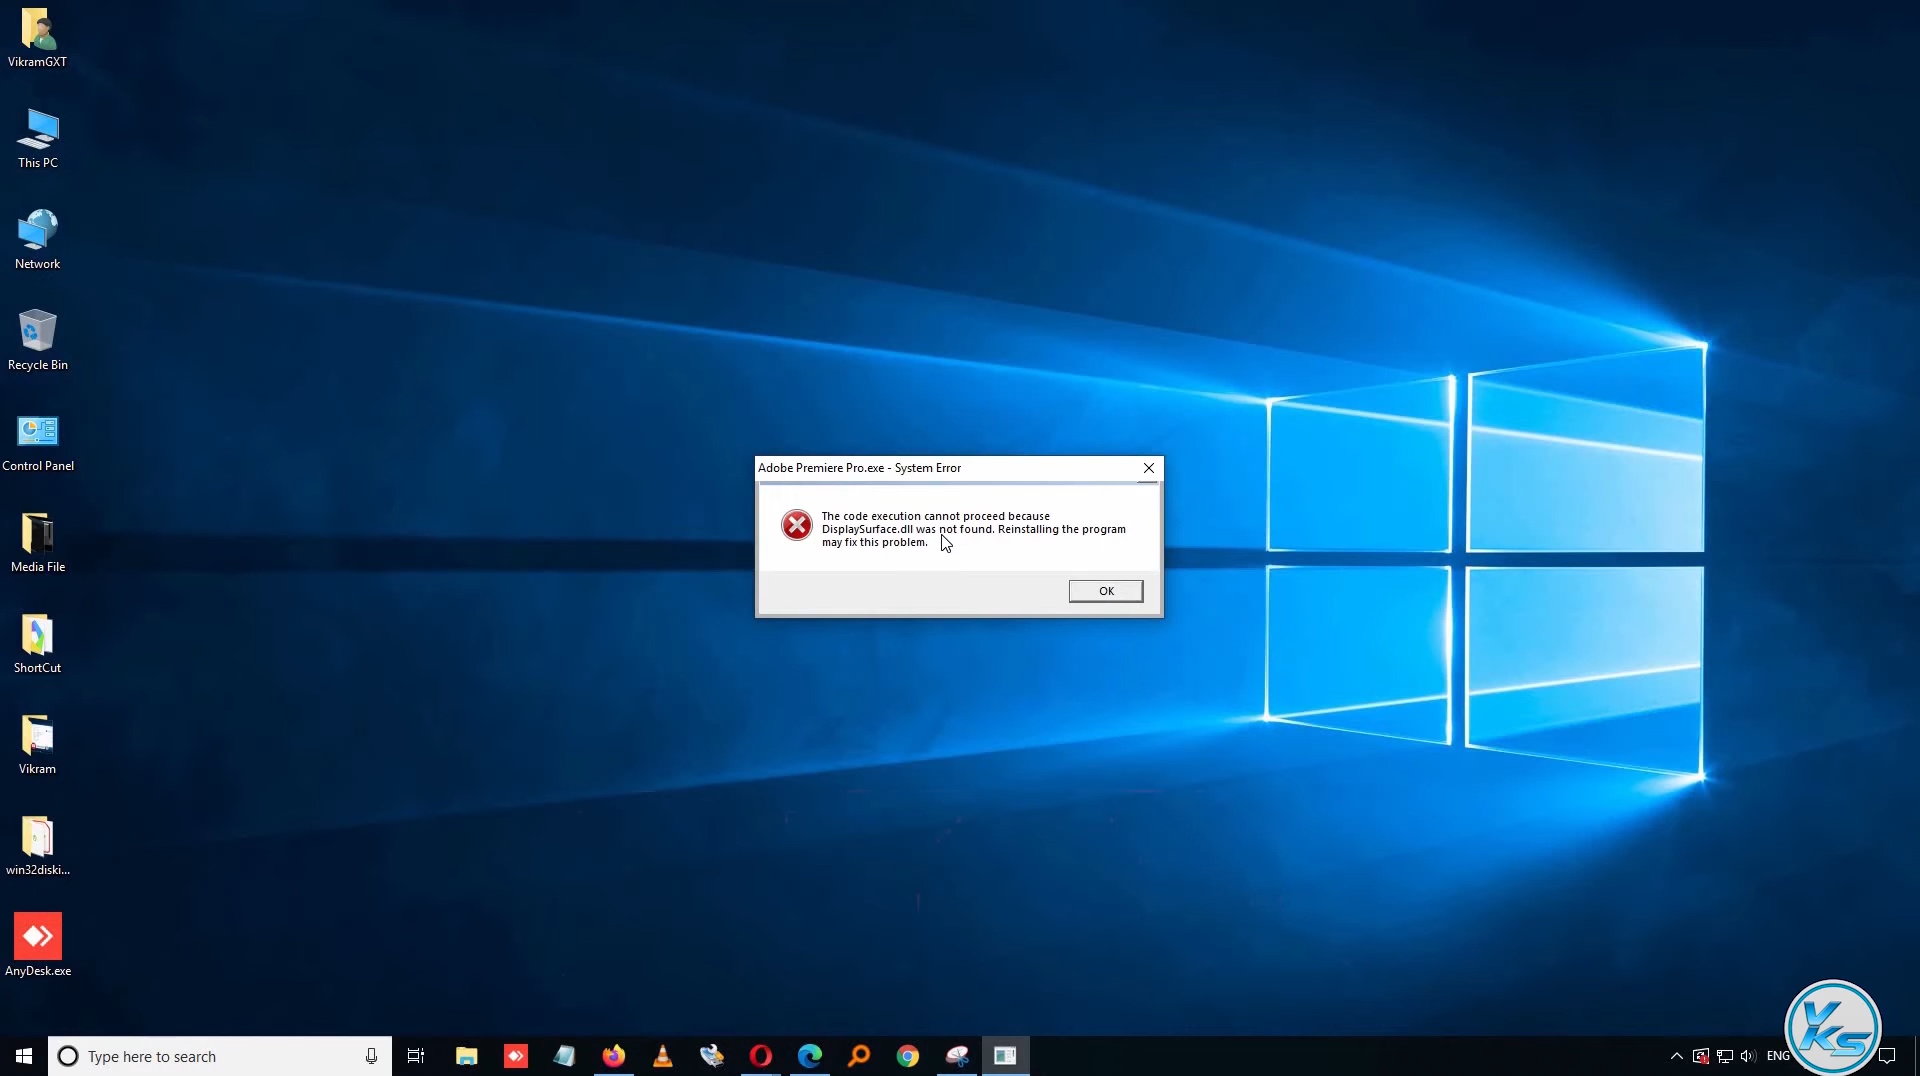 VikramGXT
This PC
Network
Recycle Bin
Control Panel
Media File
ShortCut
Vikram
win32diski...
AnyDesk.exe
Adobe Premiere Pro.exe - System Error
The code execution cannot proceed because
DisplaySurface.dll was not found. Reinstalling the program
may fix this problem.
OK
Type here to search
ENG
VKS